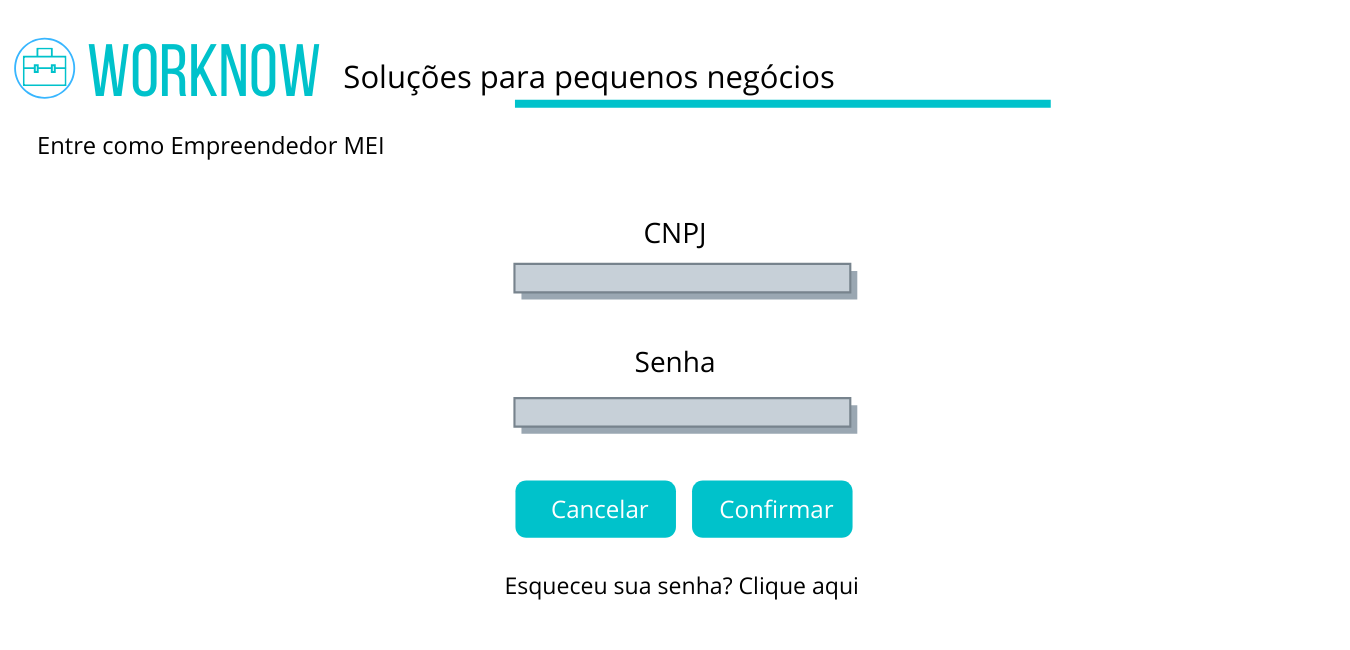 WORKNOW Soluções para pequenos negócios
Entre como Empreendedor MEI
CNPJ
Senha
Cancelar Confirmar
Esqueceu sua senha? Clique aqui